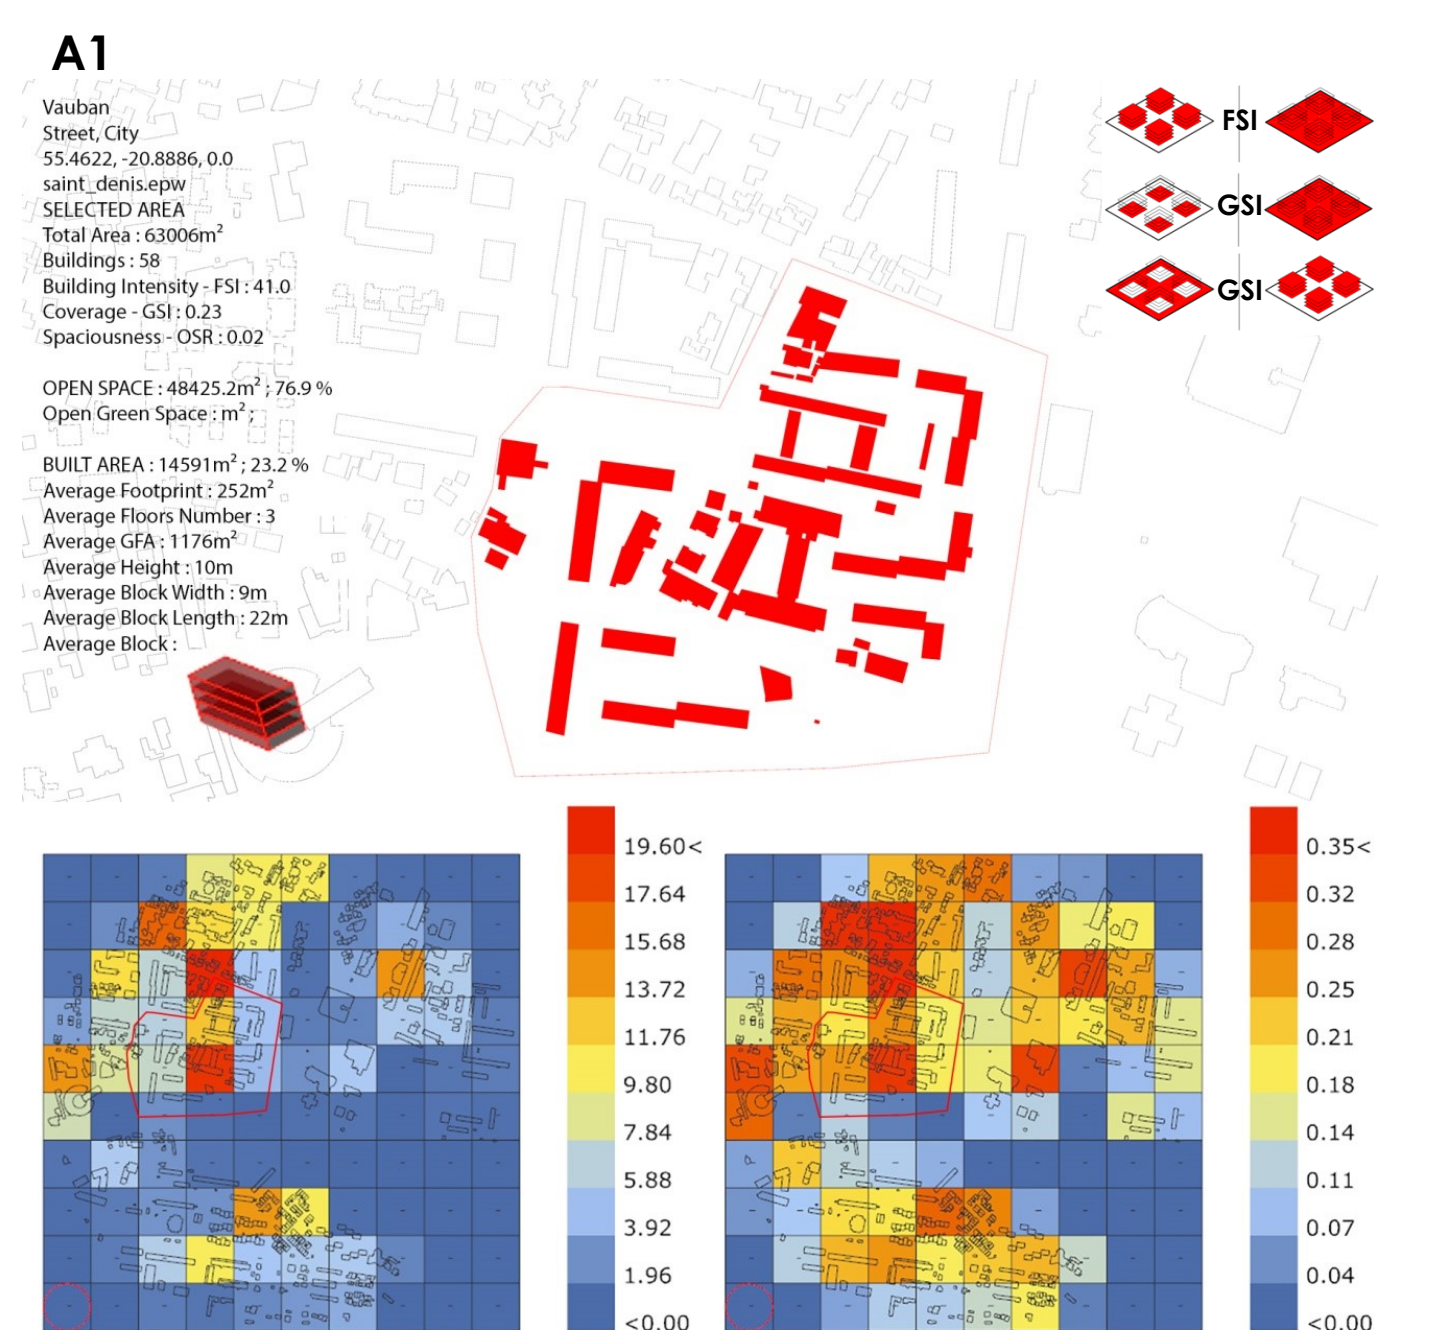 A1
Vauban
Street, City
55.4622, -20.8886, 0.0
saint_denis.epw
SELECTED AREA
Total Area : 63006m²
Buildings : 58
Building Intensity - FSI : 41.0
Coverage - GSI : 0.23
Spaciousness - OSR : 0.02
OPEN SPACE : 48425.2m² ; 76.9 %
Open Green Space : m² ;
BUILT AREA : 14591m² ; 23.2 %
Average Footprint : 252m²
Average Floors Number : 3
Average GFA : 1176m²
Average Height : 10m
Average Block Width : 9m
Average Block Length : 22m
Average Block :
FSI
GSI
GSI
19.60<
17.64
15.68
13.72
11.76
9.80
7.84
5.88
3.92
1.96
<0.00
0.35<
0.32
0.28
0.25
0.21
0.18
0.14
0.11
0.07
0.04
<0.00